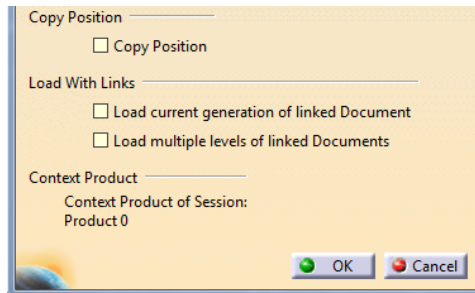 Copy Position
Copy Position
Load With Links
Load current generation of linked Document
Load multiple levels of linked Documents
Context Product
Context Product of Session:
Product 0
OK Cancel